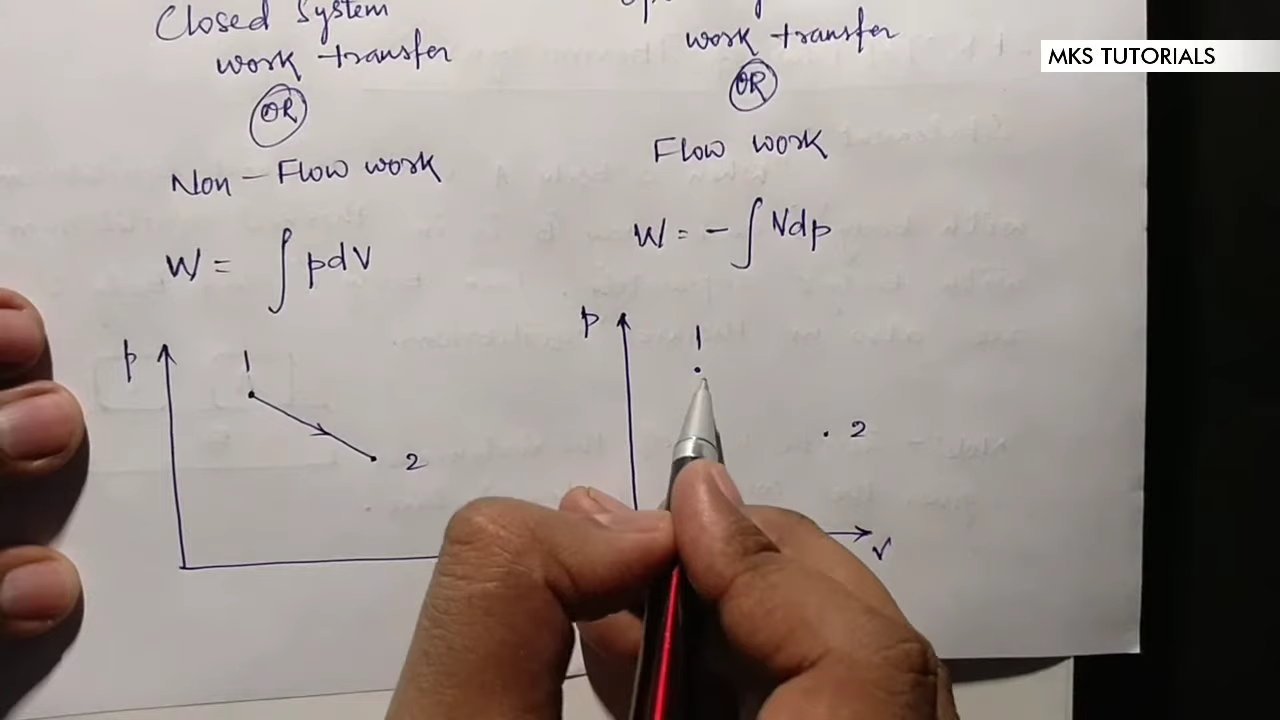 Closed System
work transfer
OR
Non - Flow work
W = ∫ pdV
p
1
2
work transfer
OR
Flow work
W = - ∫ Vdp
p
1
2
V
MKS TUTORIALS